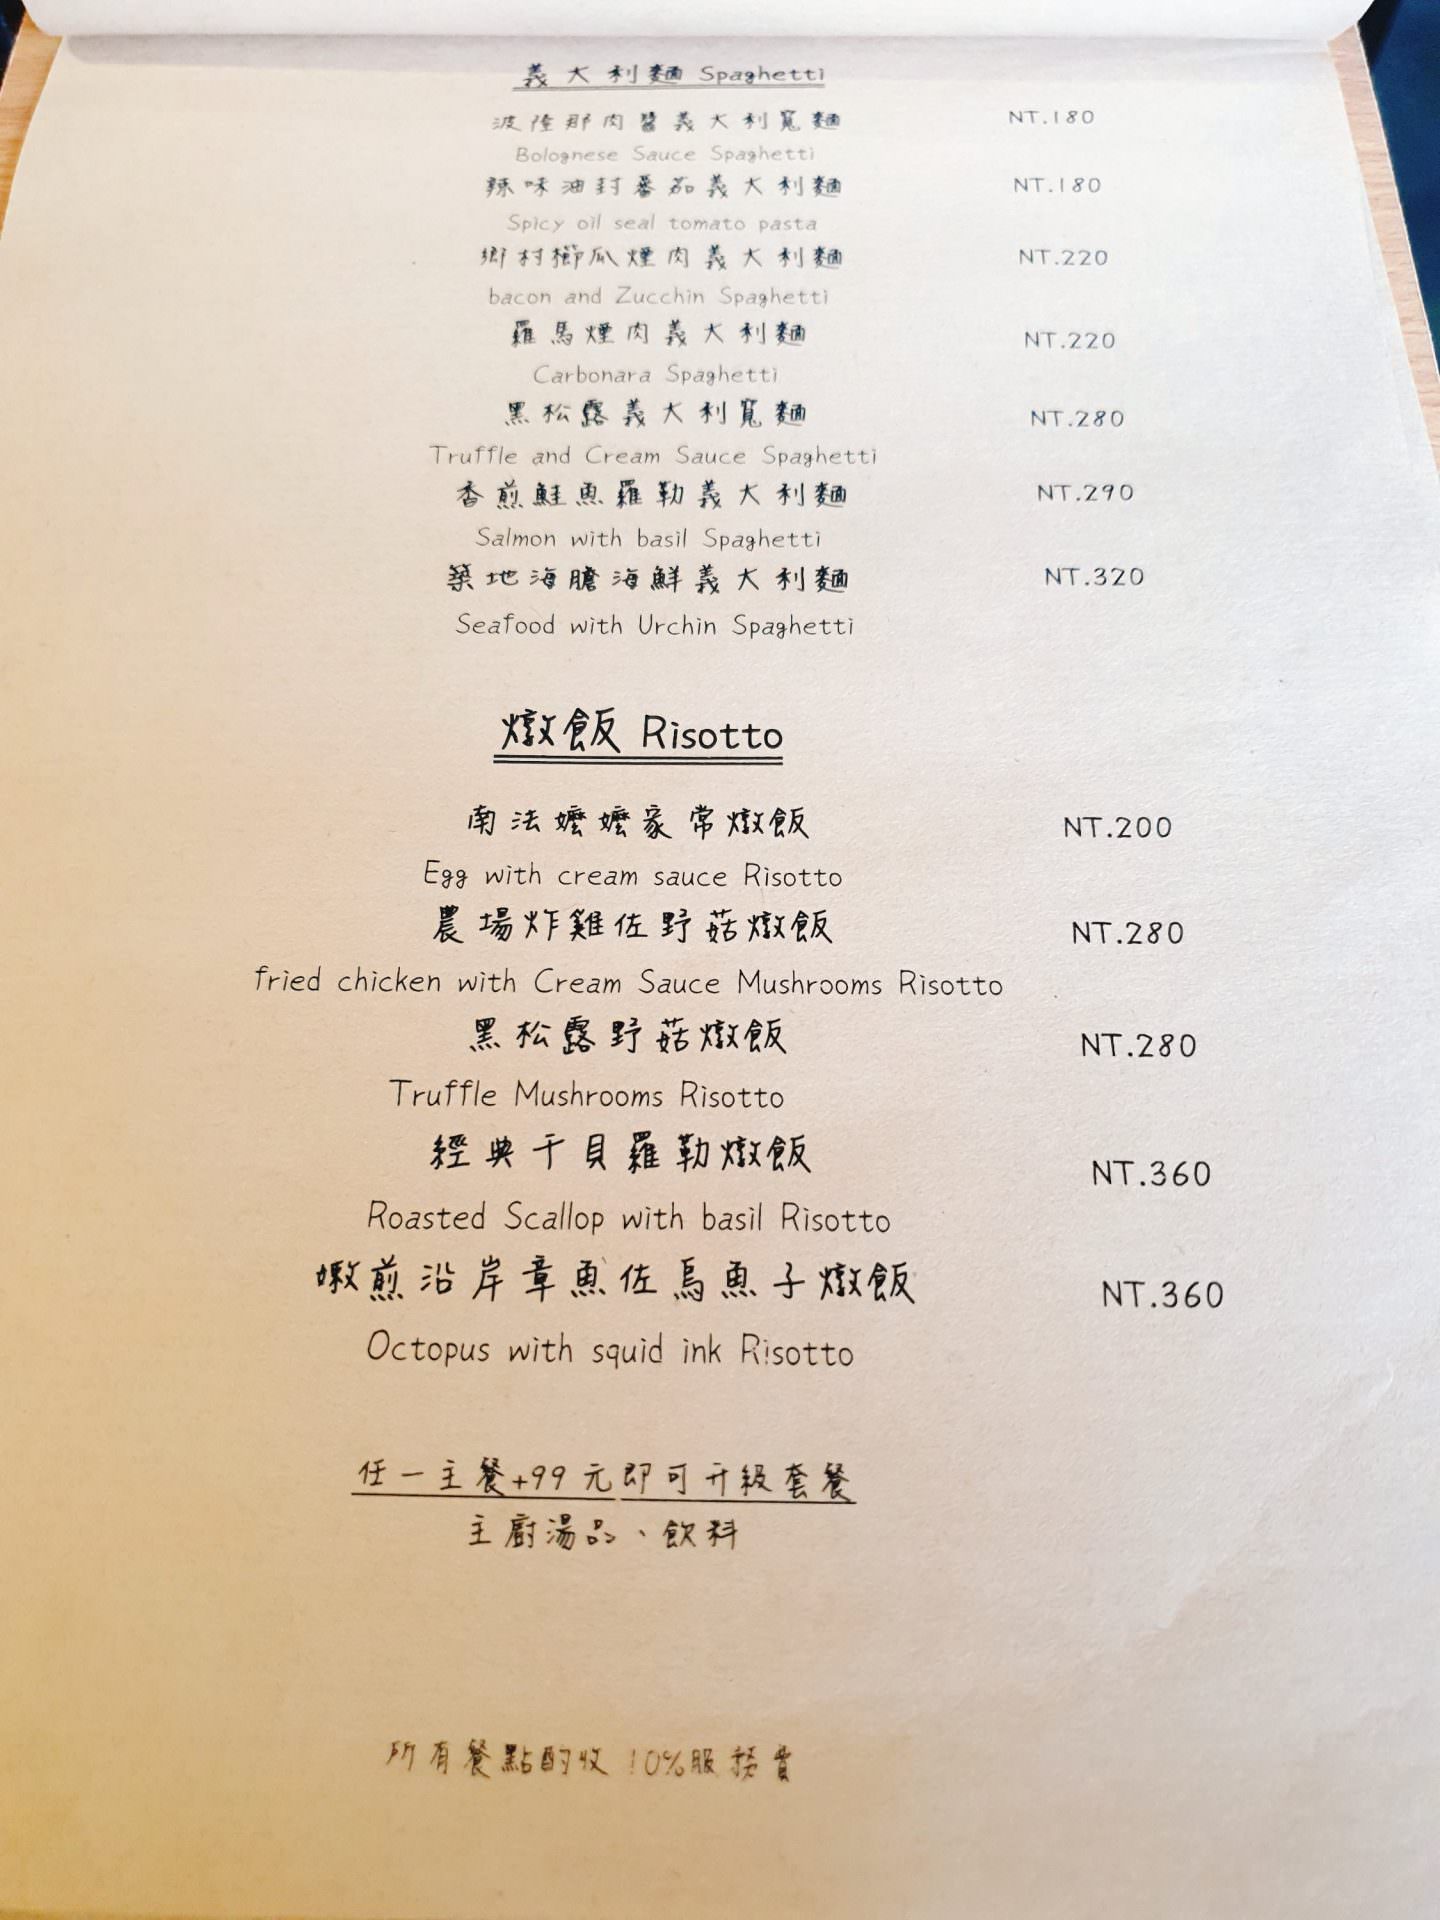 義大利麵 Spaghetti
波隆那肉醬義大利寬麵 NT.180
Bolognese Sauce Spaghetti
辣味油封番茄義大利麵 NT.180
Spicy oil seal tomato pasta
鄉村櫛瓜煙肉義大利麵 NT.220
bacon and Zucchin Spaghetti
羅馬煙肉義大利麵 NT.220
Carbonara Spaghetti
黑松露義大利寬麵 NT.280
Truffle and Cream Sauce Spaghetti
香煎鮭魚羅勒義大利麵 NT.290
Salmon with basil Spaghetti
築地海膽海鮮義大利麵 NT.320
Seafood with Urchin Spaghetti
燉飯 Risotto
南法嬤嬤家常燉飯 NT.200
Egg with cream sauce Risotto
農場炸雞佐野菇燉飯 NT.280
fried chicken with Cream Sauce Mushrooms Risotto
黑松露野菇燉飯 NT.280
Truffle Mushrooms Risotto
經典干貝羅勒燉飯 NT.360
Roasted Scallop with basil Risotto
嫩煎沿岸章魚佐烏魚子燉飯 NT.360
Octopus with squid ink Risotto
任一主餐+99元即可升級套餐
主廚湯品、飲料
所有餐點酌收10%服務費